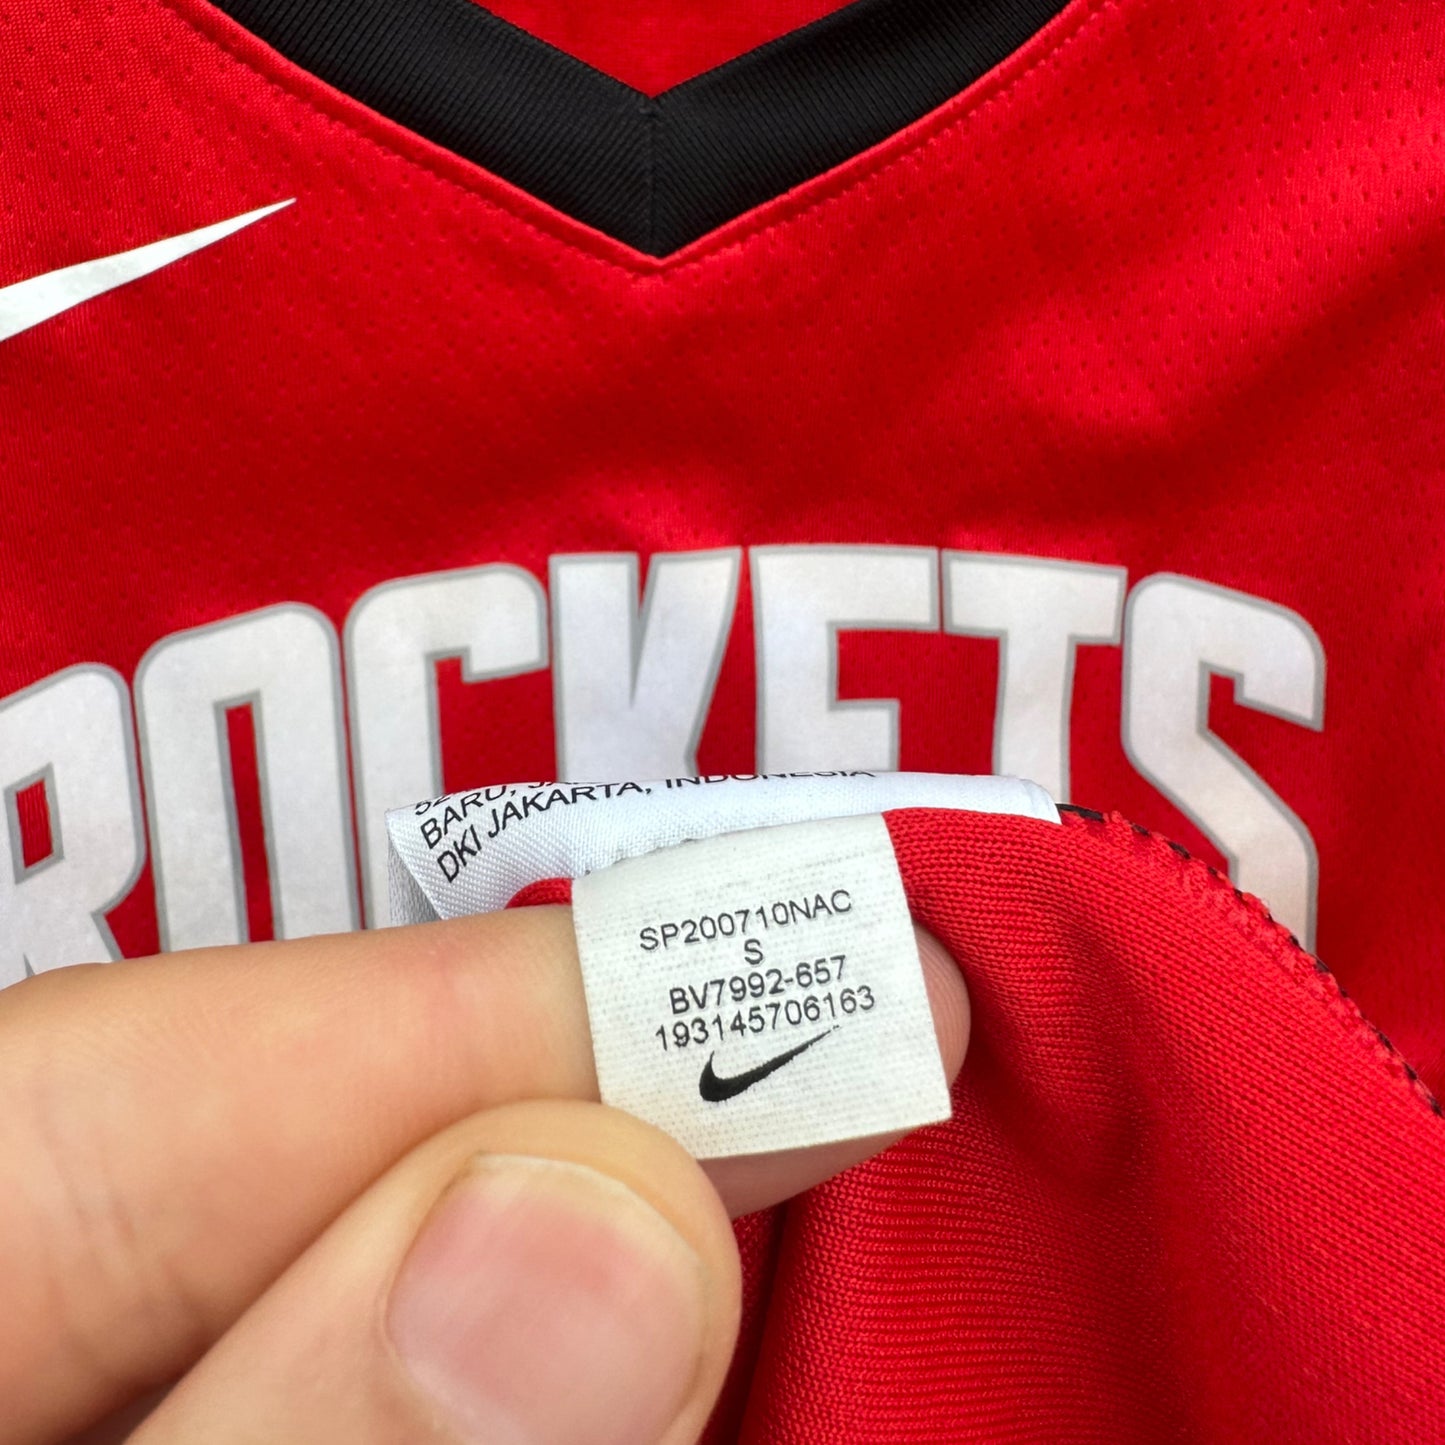 ROCKETS
BARU,
DKI JAKARTA, INDONESIA
SP200710NAC
S
BV7992-657
193145706163